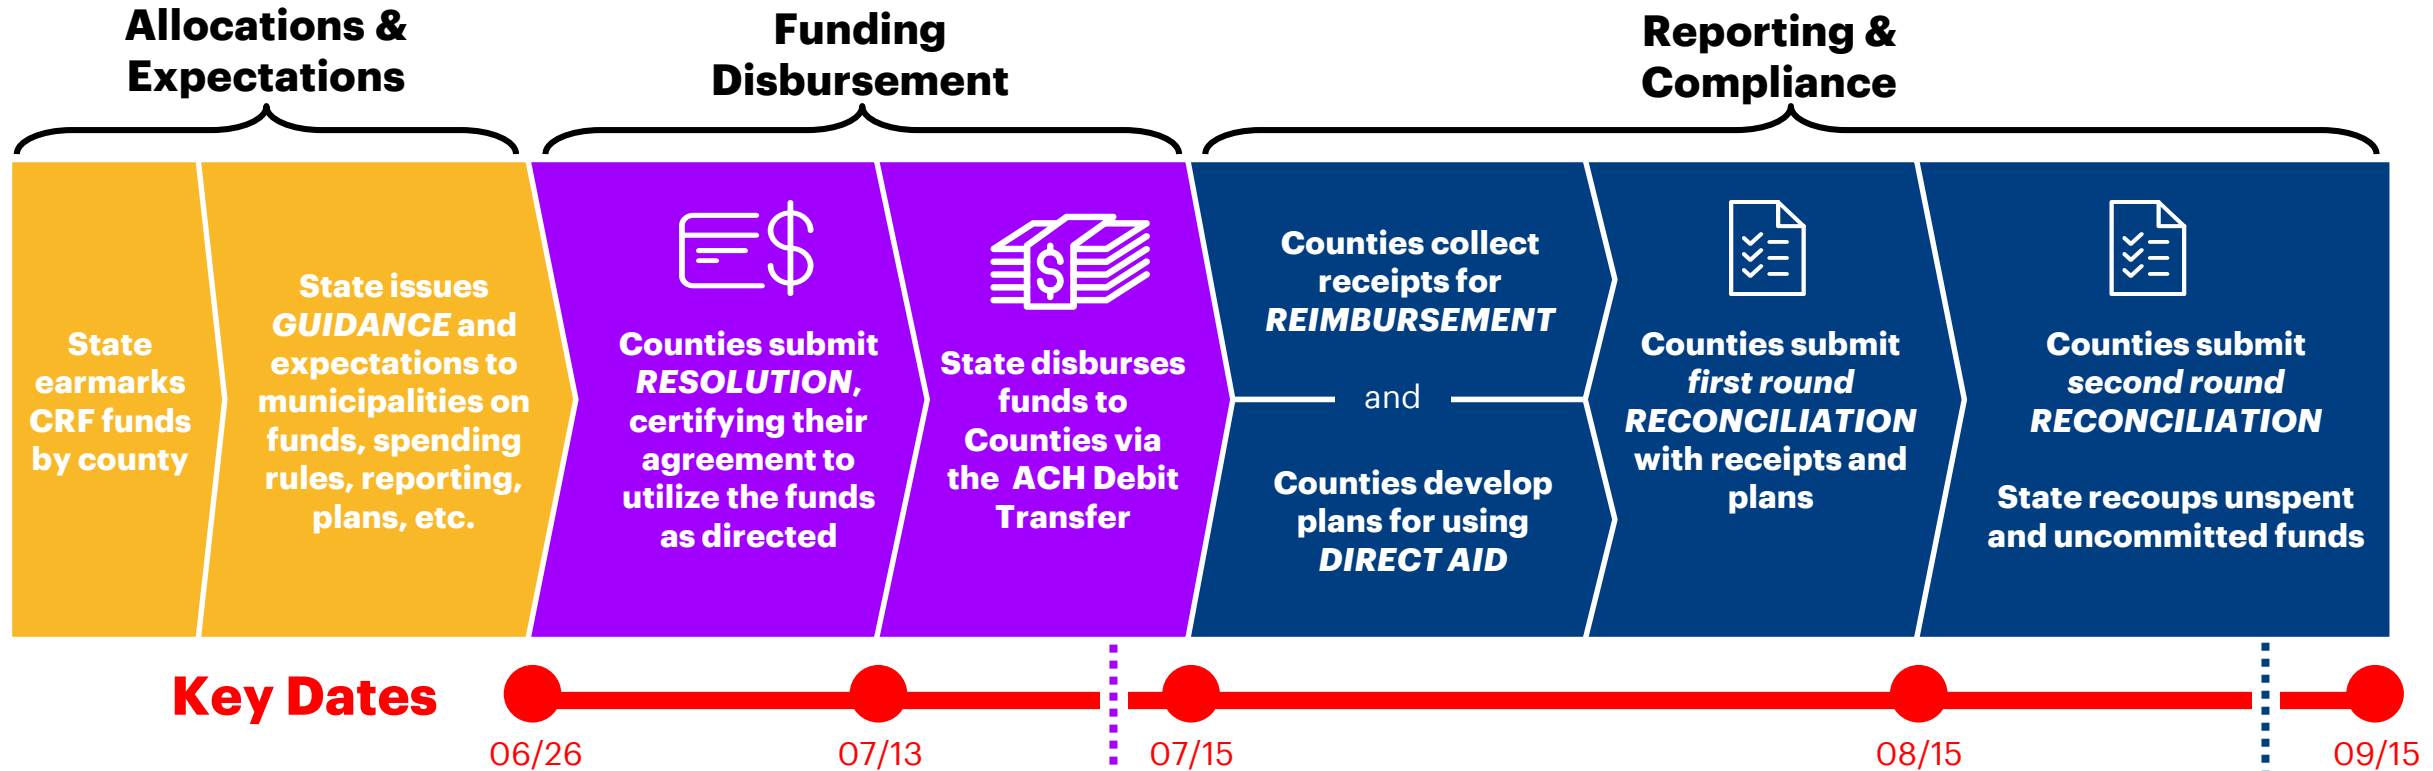 Allocations &
Expectations
Funding
Disbursement
Reporting &
Compliance
State
earmarks
CRF funds
by county
State issues
GUIDANCE and
expectations to
municipalities on
funds, spending
rules, reporting,
plans, etc.
Counties submit
RESOLUTION,
certifying their
agreement to
utilize the funds
as directed
State disburses
funds to
Counties via
the ACH Debit
Transfer
Counties collect
receipts for
REIMBURSEMENT
and
Counties develop
plans for using
DIRECT AID
Counties submit
first round
RECONCILIATION
with receipts and
plans
Counties submit
second round
RECONCILIATION
State recoups unspent
and uncommitted funds
Key Dates
06/26
07/13
07/15
08/15
09/15